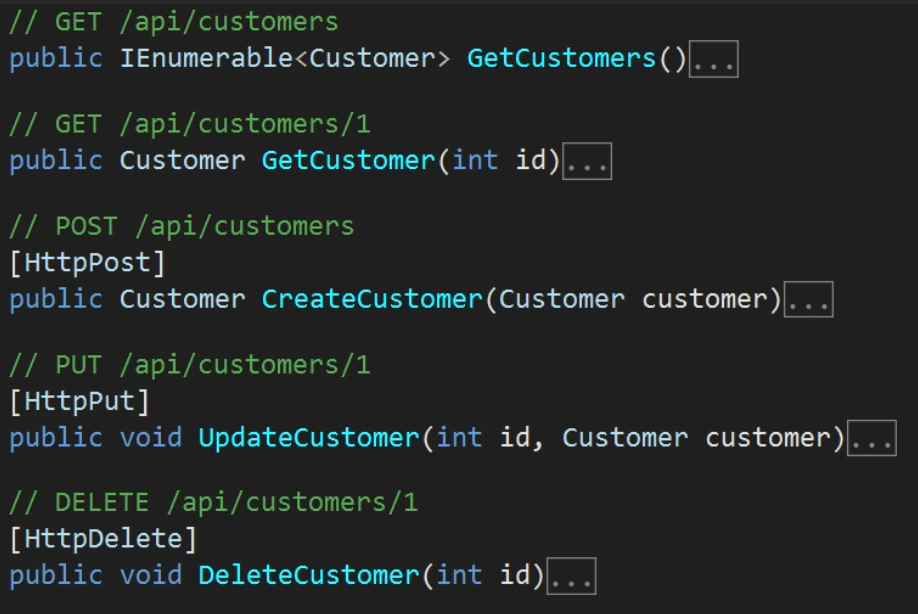 // GET /api/customers
public IEnumerable<Customer> GetCustomers()...
// GET /api/customers/1
public Customer GetCustomer(int id)...
// POST /api/customers
[HttpPost]
public Customer CreateCustomer(Customer customer)...
// PUT /api/customers/1
[HttpPut]
public void UpdateCustomer(int id, Customer customer)...
// DELETE /api/customers/1
[HttpDelete]
public void DeleteCustomer(int id)...